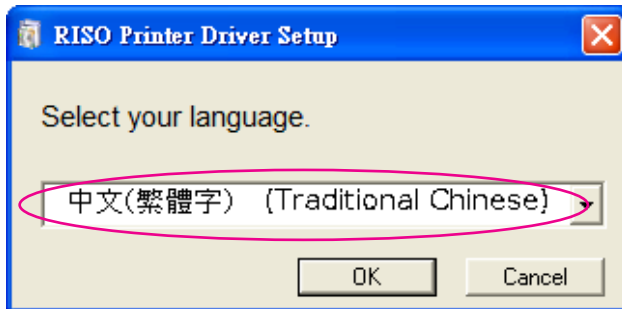 RISO Printer Driver Setup
Select your language.
中文(繁體字) (Traditional Chinese)
OK Cancel